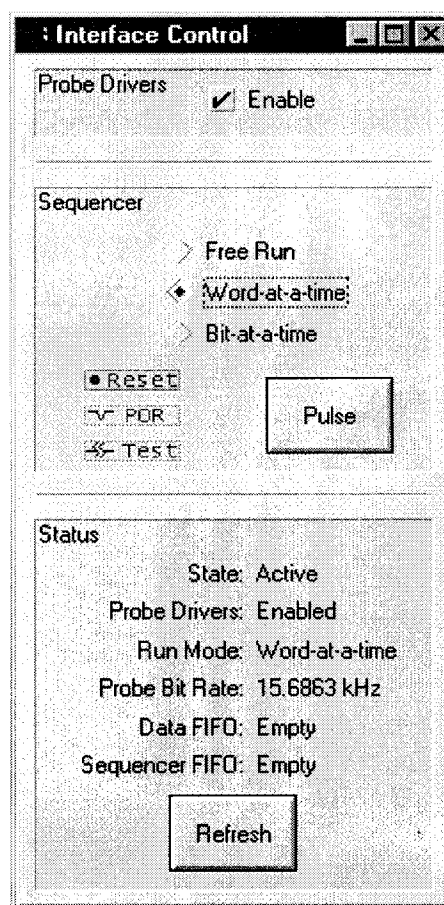 Interface Control
Probe Drivers
Enable
Sequencer
Free Run
Word-at-a-time
Bit-at-a-time
Reset
POR
Test
Pulse
Status
State: Active
Probe Drivers: Enabled
Run Mode: Word-at-a-time
Probe Bit Rate: 15.6863 kHz
Data FIFO: Empty
Sequencer FIFO: Empty
Refresh